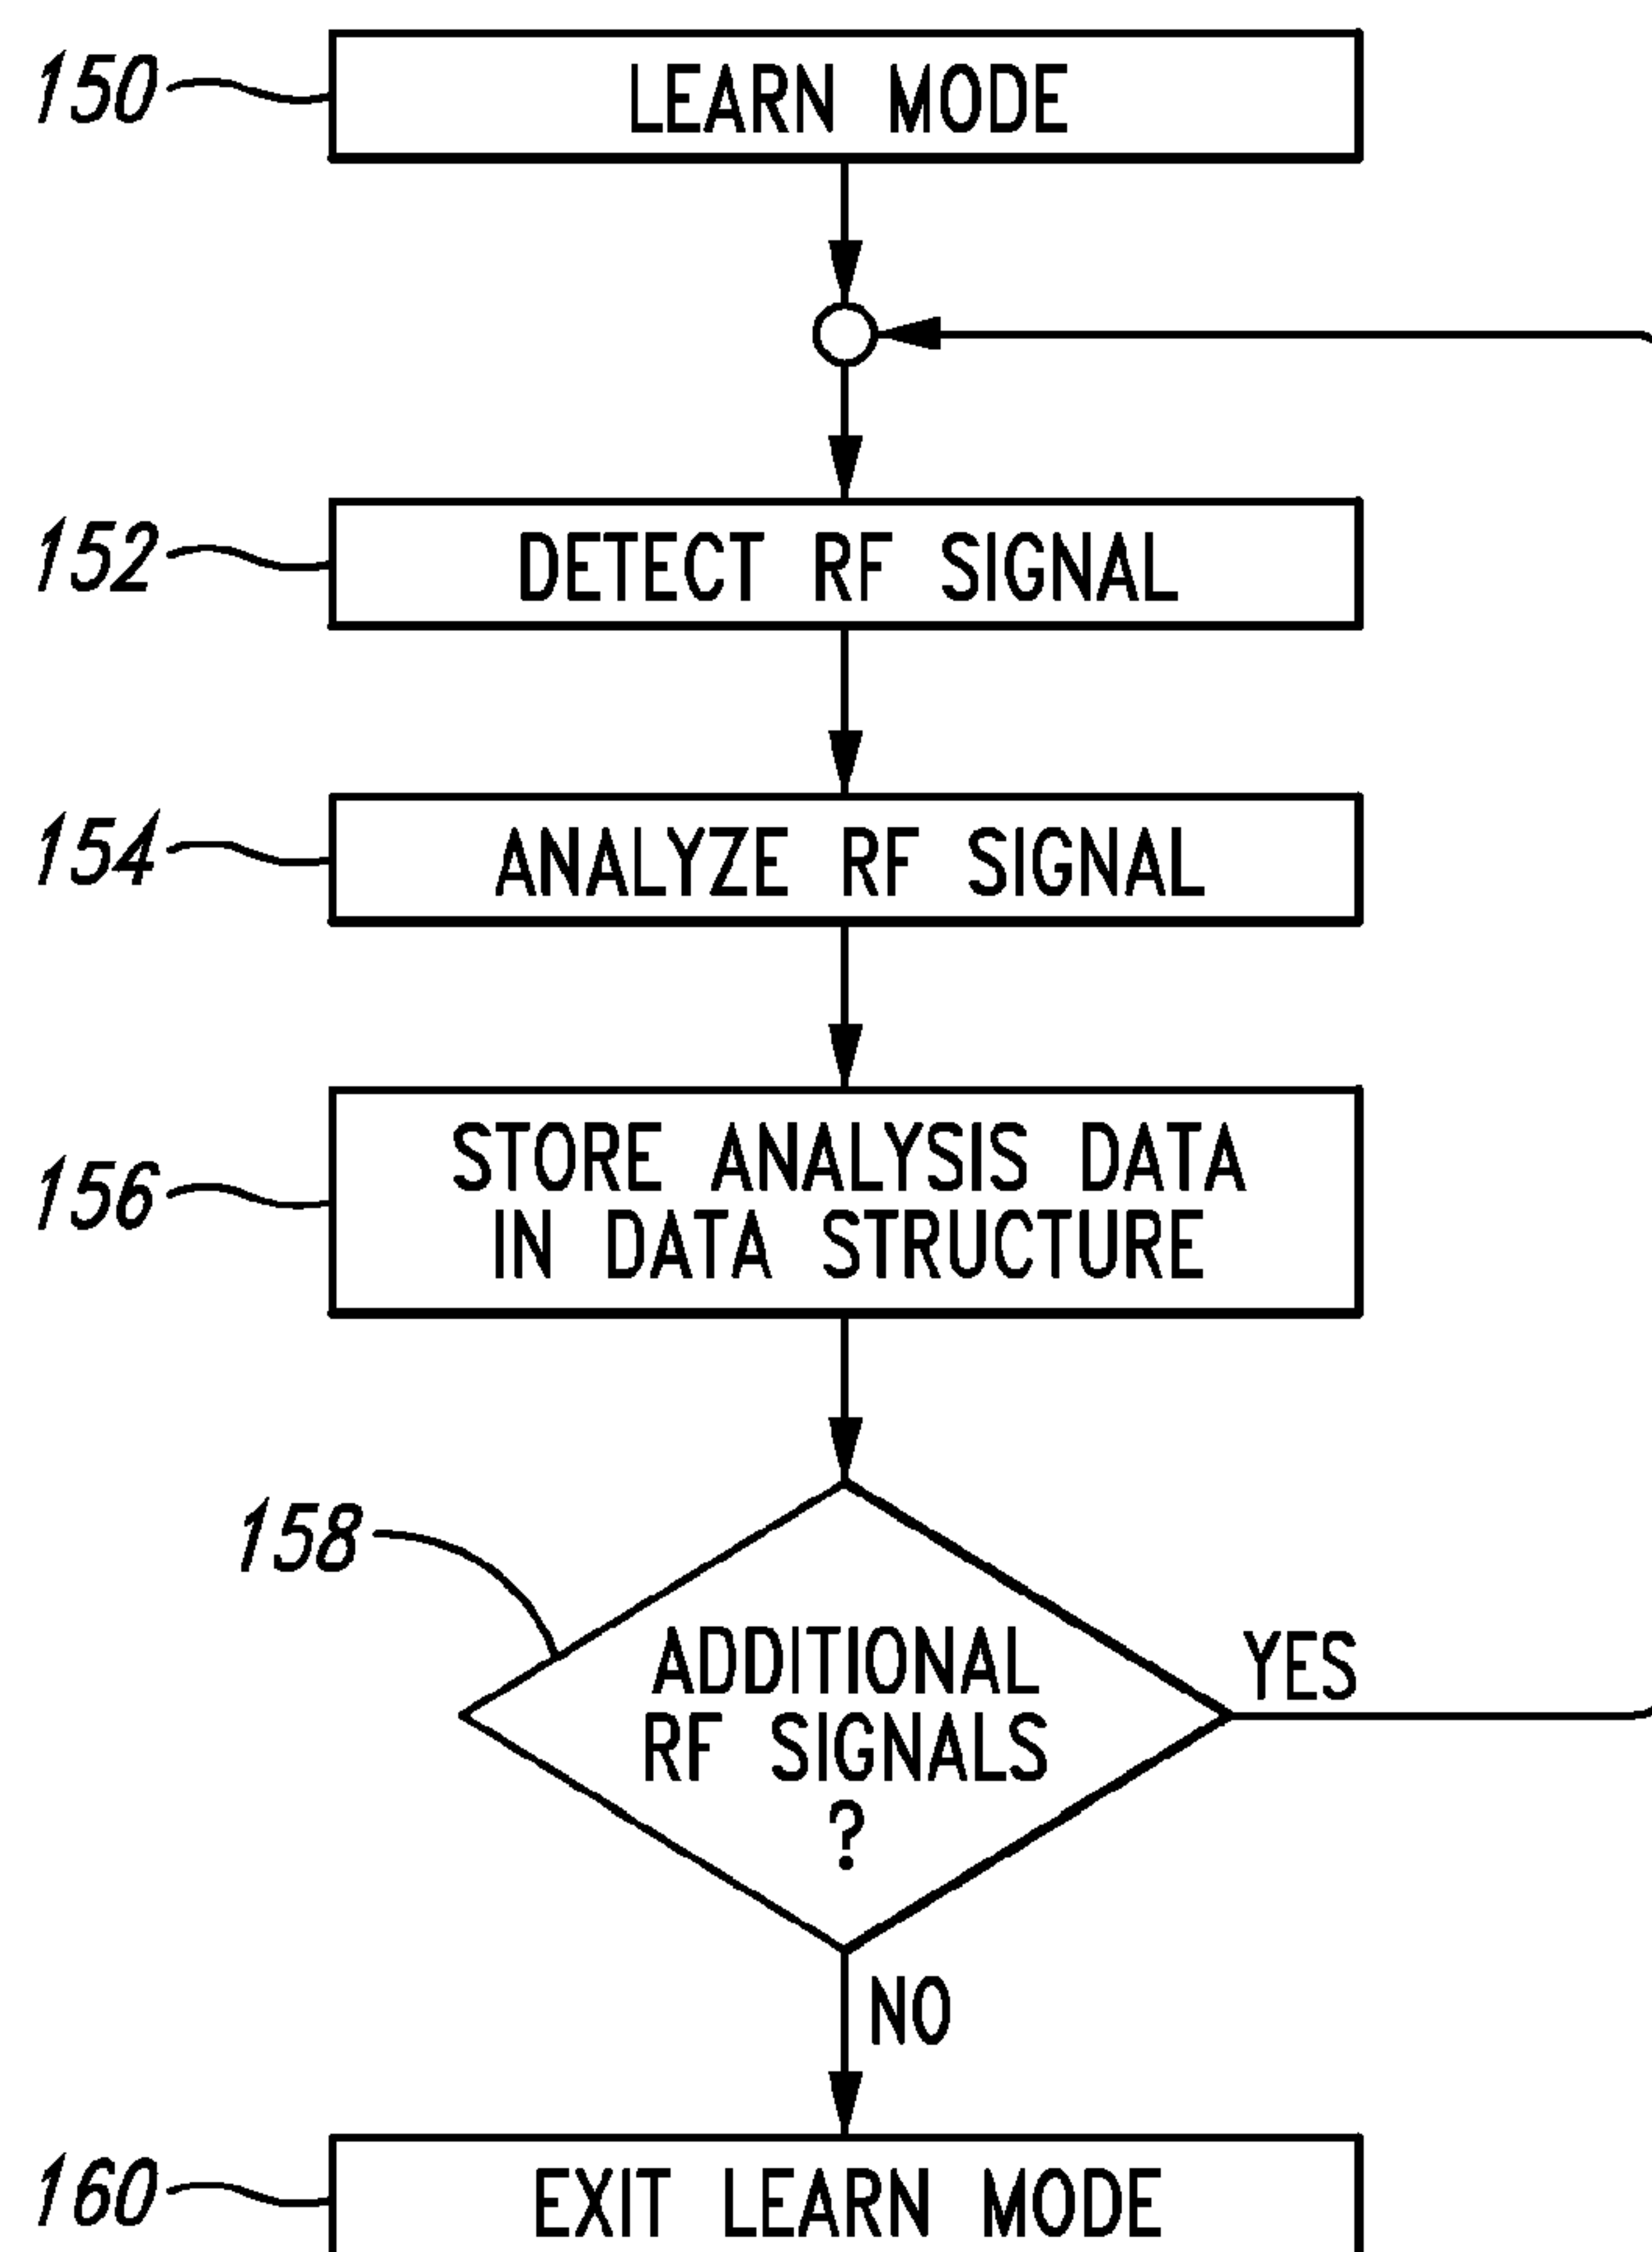 150 LEARN MODE
152 DETECT RF SIGNAL
154 ANALYZE RF SIGNAL
156 STORE ANALYSIS DATA
IN DATA STRUCTURE
158
ADDITIONAL
RF SIGNALS
?
YES
NO
160 EXIT LEARN MODE